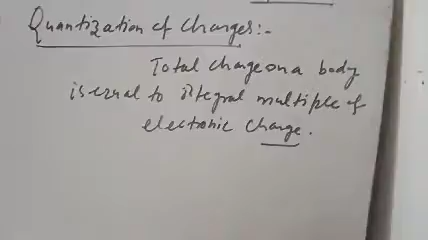 Quantization of Charges:-
Total charge on a body
is equal to integral multiple of
electronic charge.